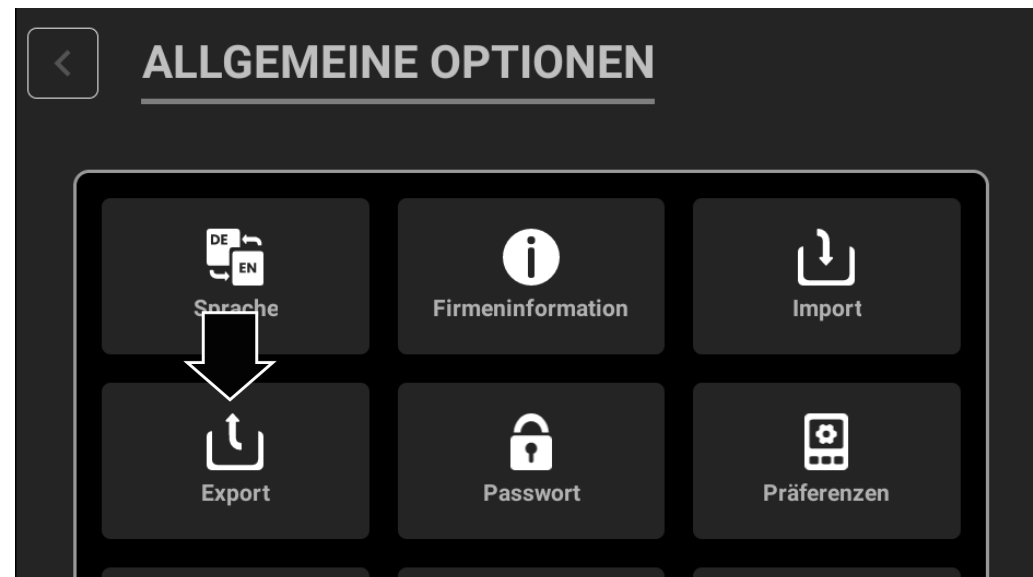 ALLGEMEINE OPTIONEN
DE
EN
Sprache
Firmeninformation
Import
Export
Passwort
Präferenzen